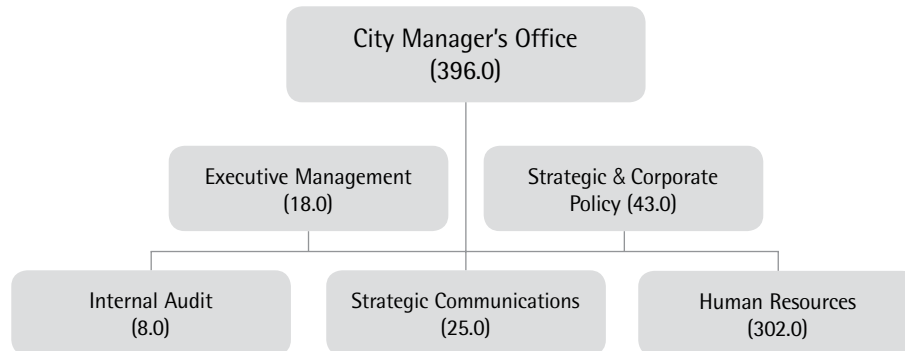 City Manager's Office
(396.0)
Executive Management
(18.0)
Strategic & Corporate
Policy (43.0)
Internal Audit
(8.0)
Strategic Communications
(25.0)
Human Resources
(302.0)